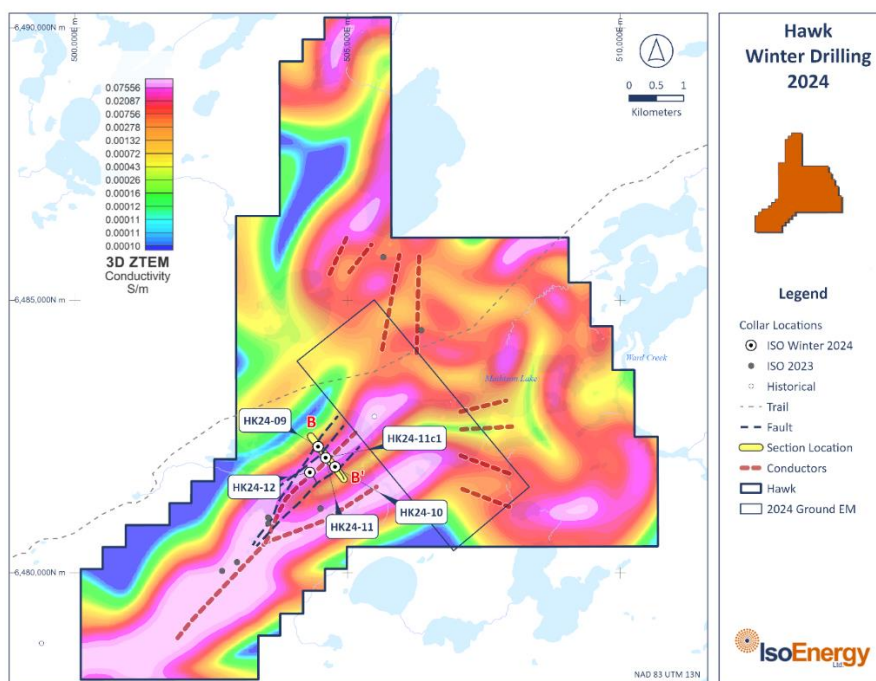 6,490,000N m
500,000E m
505,000E m
510,000E m
0.07556
0.02087
0.00756
0.00278
0.00132
0.00072
0.00043
0.00026
0.00016
0.00012
0.00011
0.00011
0.00010
3D ZTEM
Conductivity
S/m
0 0.5 1
Kilometers
6,485,000N m
Ward Creek
HK24-09
B
HK24-11c1
HK24-12
B'
HK24-11
HK24-10
6,480,000N m
NAD 83 UTM 13N
Hawk
Winter Drilling
2024
Legend
Collar Locations
ISO Winter 2024
ISO 2023
Historical
Trail
Fault
Section Location
Conductors
Hawk
2024 Ground EM
IsoEnergy
Ltd.